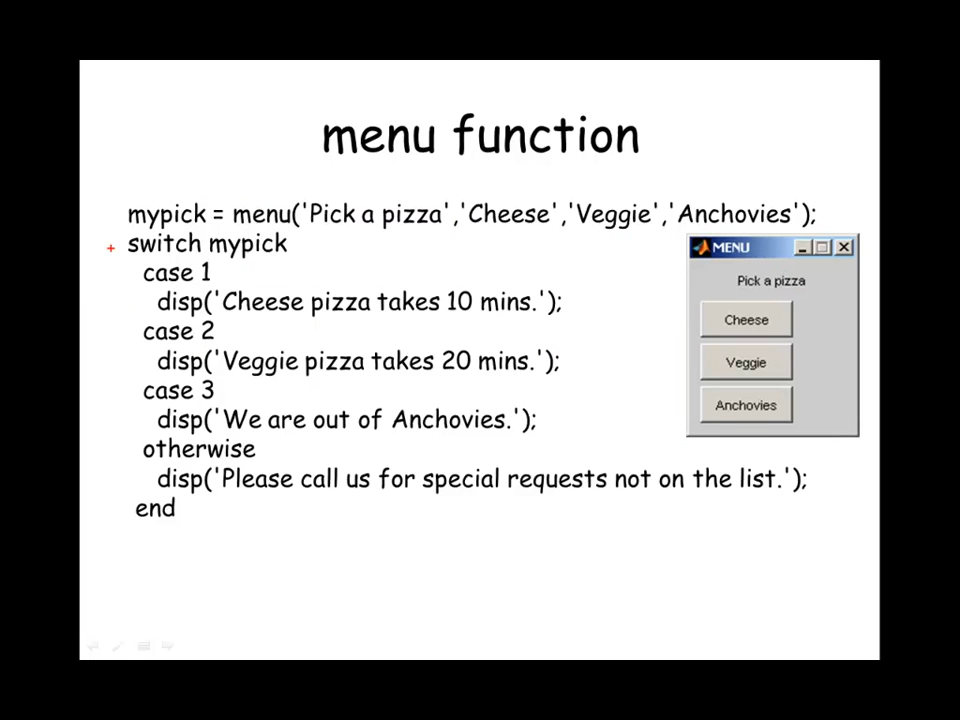 menu function
mypick = menu('Pick a pizza','Cheese','Veggie','Anchovies');
switch mypick
case 1
disp('Cheese pizza takes 10 mins.');
case 2
disp('Veggie pizza takes 20 mins.');
case 3
disp('We are out of Anchovies.');
otherwise
disp('Please call us for special requests not on the list.');
end
MENU
Pick a pizza
Cheese
Veggie
Anchovies